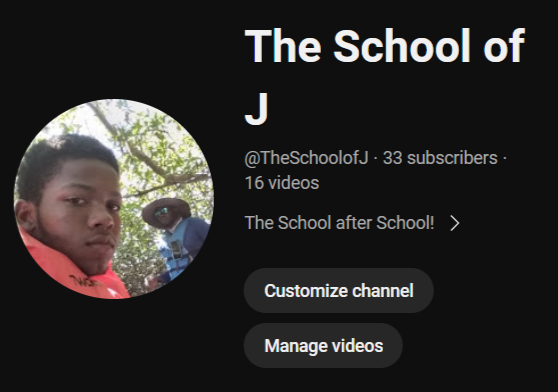 The School of
J
@TheSchoolofJ · 33 subscribers ·
16 videos
The School after School!
Customize channel
Manage videos